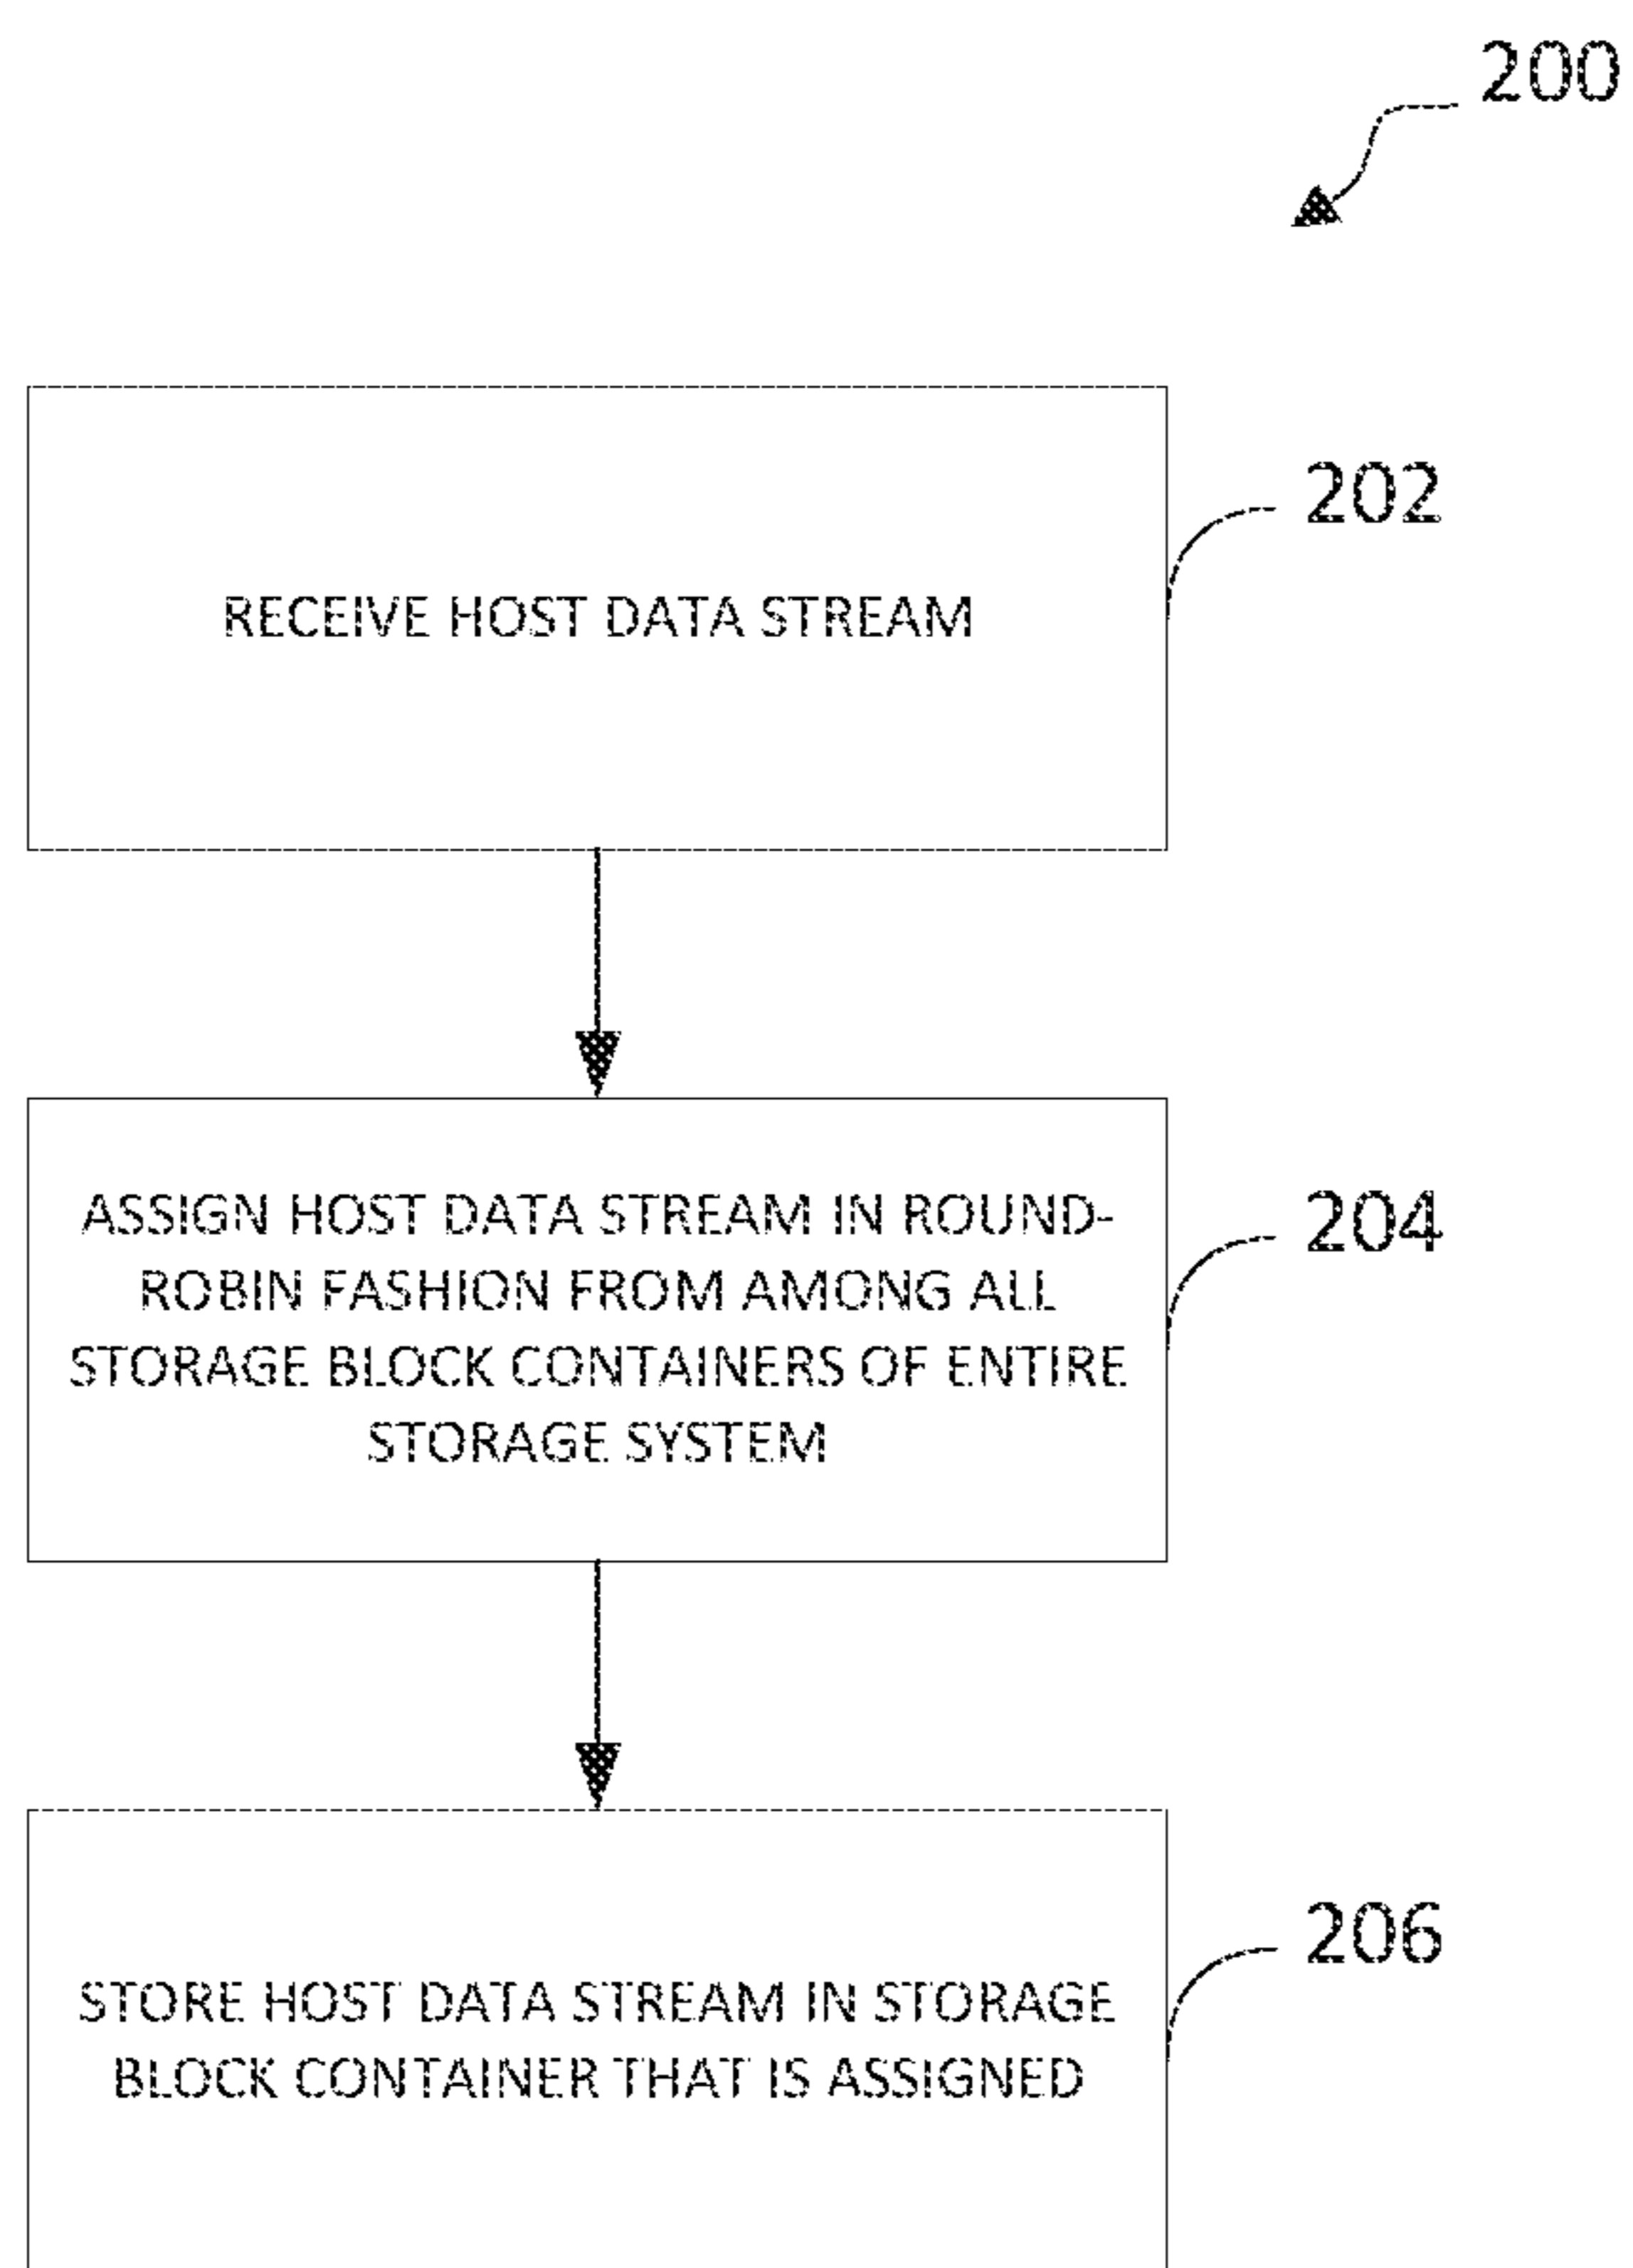 200
202
RECEIVE HOST DATA STREAM
204
ASSIGN HOST DATA STREAM IN ROUND-
ROBIN FASHION FROM AMONG ALL
STORAGE BLOCK CONTAINERS OF ENTIRE
STORAGE SYSTEM
206
STORE HOST DATA STREAM IN STORAGE
BLOCK CONTAINER THAT IS ASSIGNED